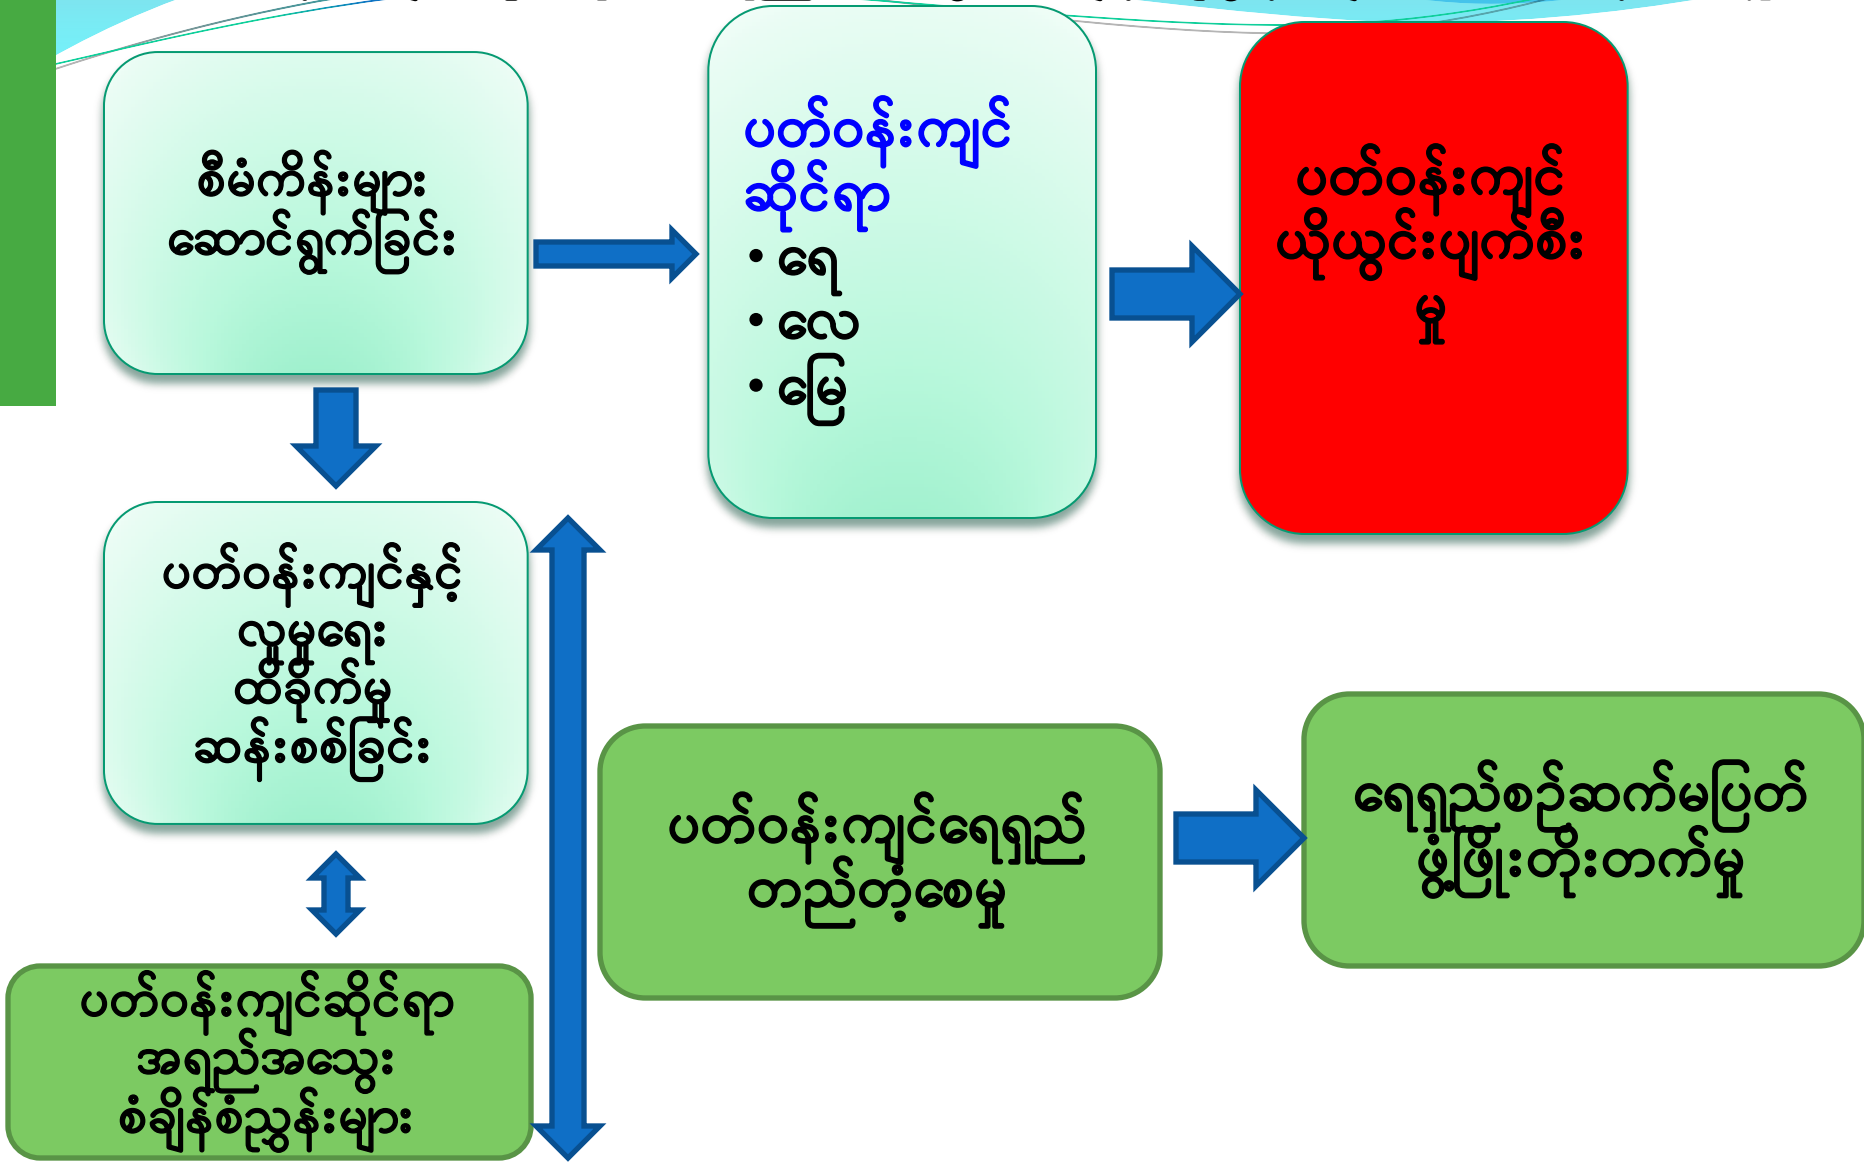 စီမံကိန်းများ
ဆောင်ရွက်ခြင်း
ပတ်ဝန်းကျင်
ဆိုင်ရာ
• ရေ
• လေ
• မြေ
ပတ်ဝန်းကျင်
ယိုယွင်းပျက်စီး
မှု
ပတ်ဝန်းကျင်နှင့်
လူမှုရေး
ထိခိုက်မှု
ဆန်းစစ်ခြင်း
ပတ်ဝန်းကျင်ရေရှည်
တည်တံ့စေမှု
ရေရှည်စဉ်ဆက်မပြတ်
ဖွံ့ဖြိုးတိုးတက်မှု
ပတ်ဝန်းကျင်ဆိုင်ရာ
အရည်အသွေး
စံချိန်စံညွှန်းများ